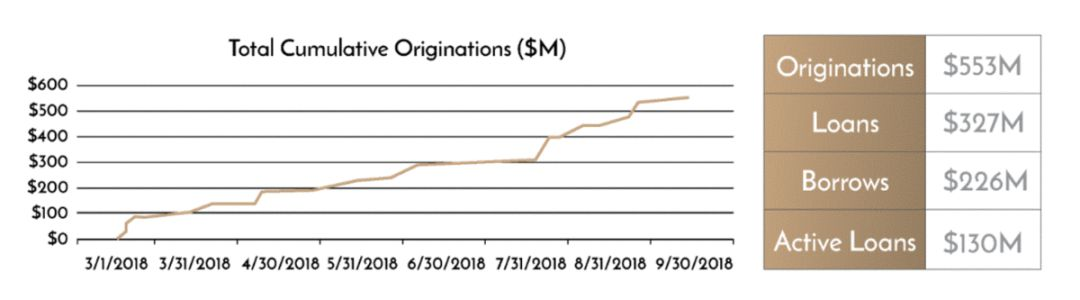 Total Cumulative Originations ($M)
$600
$500
$400
$300
$200
$100
$0
3/1/2018 3/31/2018 4/30/2018 5/31/2018 6/30/2018 7/31/2018 8/31/2018 9/30/2018
Originations $553M
Loans $327M
Borrows $226M
Active Loans $130M